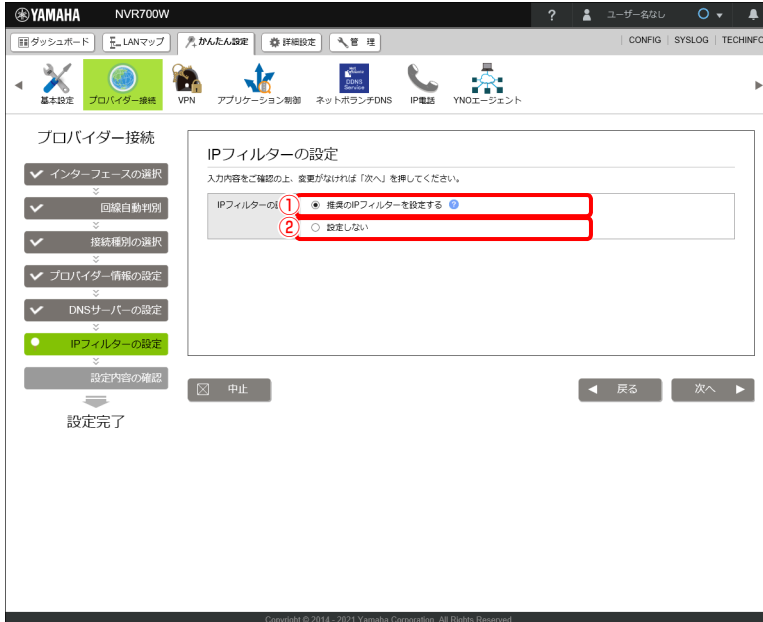 YAMAHA NVR700W ? ユーザー名なし
ダッシュボード LANマップ かんたん設定 詳細設定 管 理 CONFIG SYSLOG TECHINFO
基本設定 プロバイダー接続 VPN アプリケーション制御 ネットボランチDNS IP電話 YNOエージェント
DDNS
Service
プロバイダー接続
インターフェースの選択
回線自動判別
接続種別の選択
プロバイダー情報の設定
DNSサーバーの設定
IPフィルターの設定
設定内容の確認
設定完了
IPフィルターの設定
入力内容をご確認の上、変更がなければ「次へ」を押してください。
IPフィルターの ① 推奨のIPフィルターを設定する ?
② 設定しない
中止 戻る 次へ
Copyright © 2014 - 2021 Yamaha Corporation. All Rights Reserved.